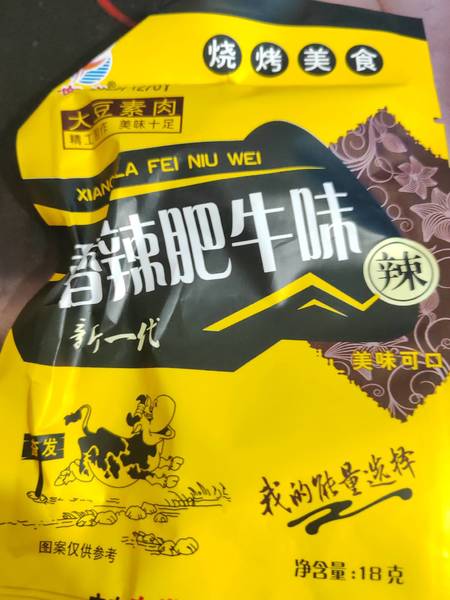 烧烤美食
大豆素肉
精工制作 美味十足
XIANG LA FEI NIU WEI
香辣肥牛味
辣
新一代
美味可口
奋发
我的能量选择
图案仅供参考
净含量:18克